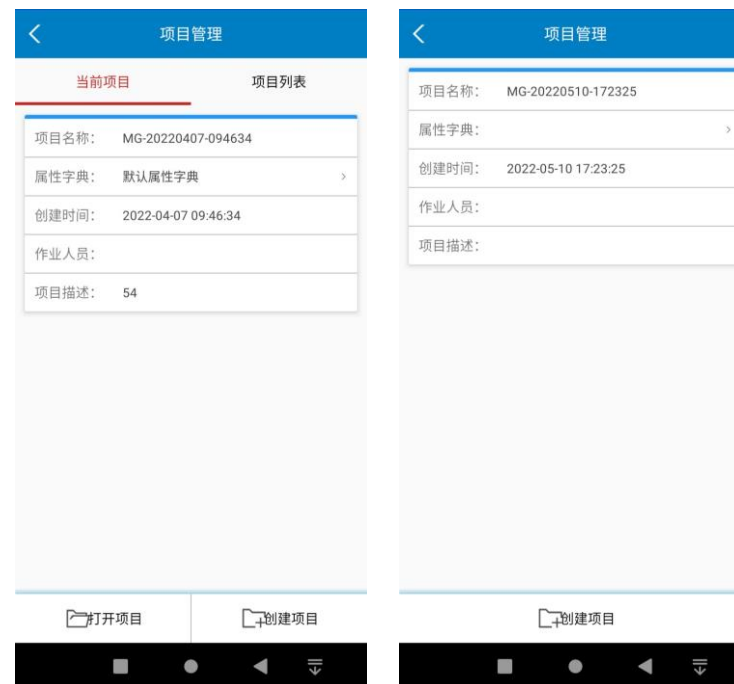 项目管理
当前项目
项目列表
项目名称： MG-20220407-094634
属性字典： 默认属性字典
创建时间： 2022-04-07 09:46:34
作业人员：
项目描述： 54
打开项目
创建项目
项目管理
项目名称： MG-20220510-172325
属性字典：
创建时间： 2022-05-10 17:23:25
作业人员：
项目描述：
创建项目